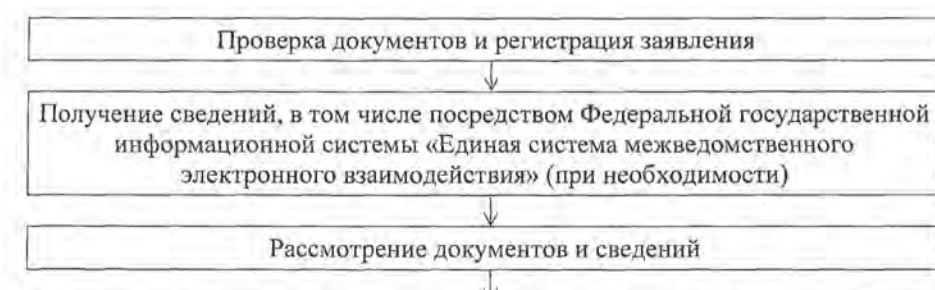 Проверка документов и регистрация заявления
Получение сведений, в том числе посредством Федеральной государственной
информационной системы «Единая система межведомственного
электронного взаимодействия» (при необходимости)
Рассмотрение документов и сведений